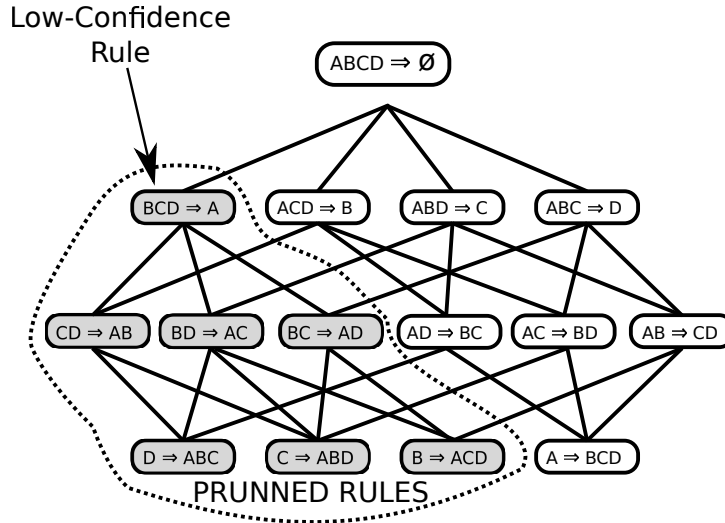 Low-Confidence
Rule
ABCD ⇒ Ø
BCD ⇒ A
ACD ⇒ B
ABD ⇒ C
ABC ⇒ D
CD ⇒ AB
BD ⇒ AC
BC ⇒ AD
AD ⇒ BC
AC ⇒ BD
AB ⇒ CD
D ⇒ ABC
C ⇒ ABD
B ⇒ ACD
A ⇒ BCD
PRUNNED RULES